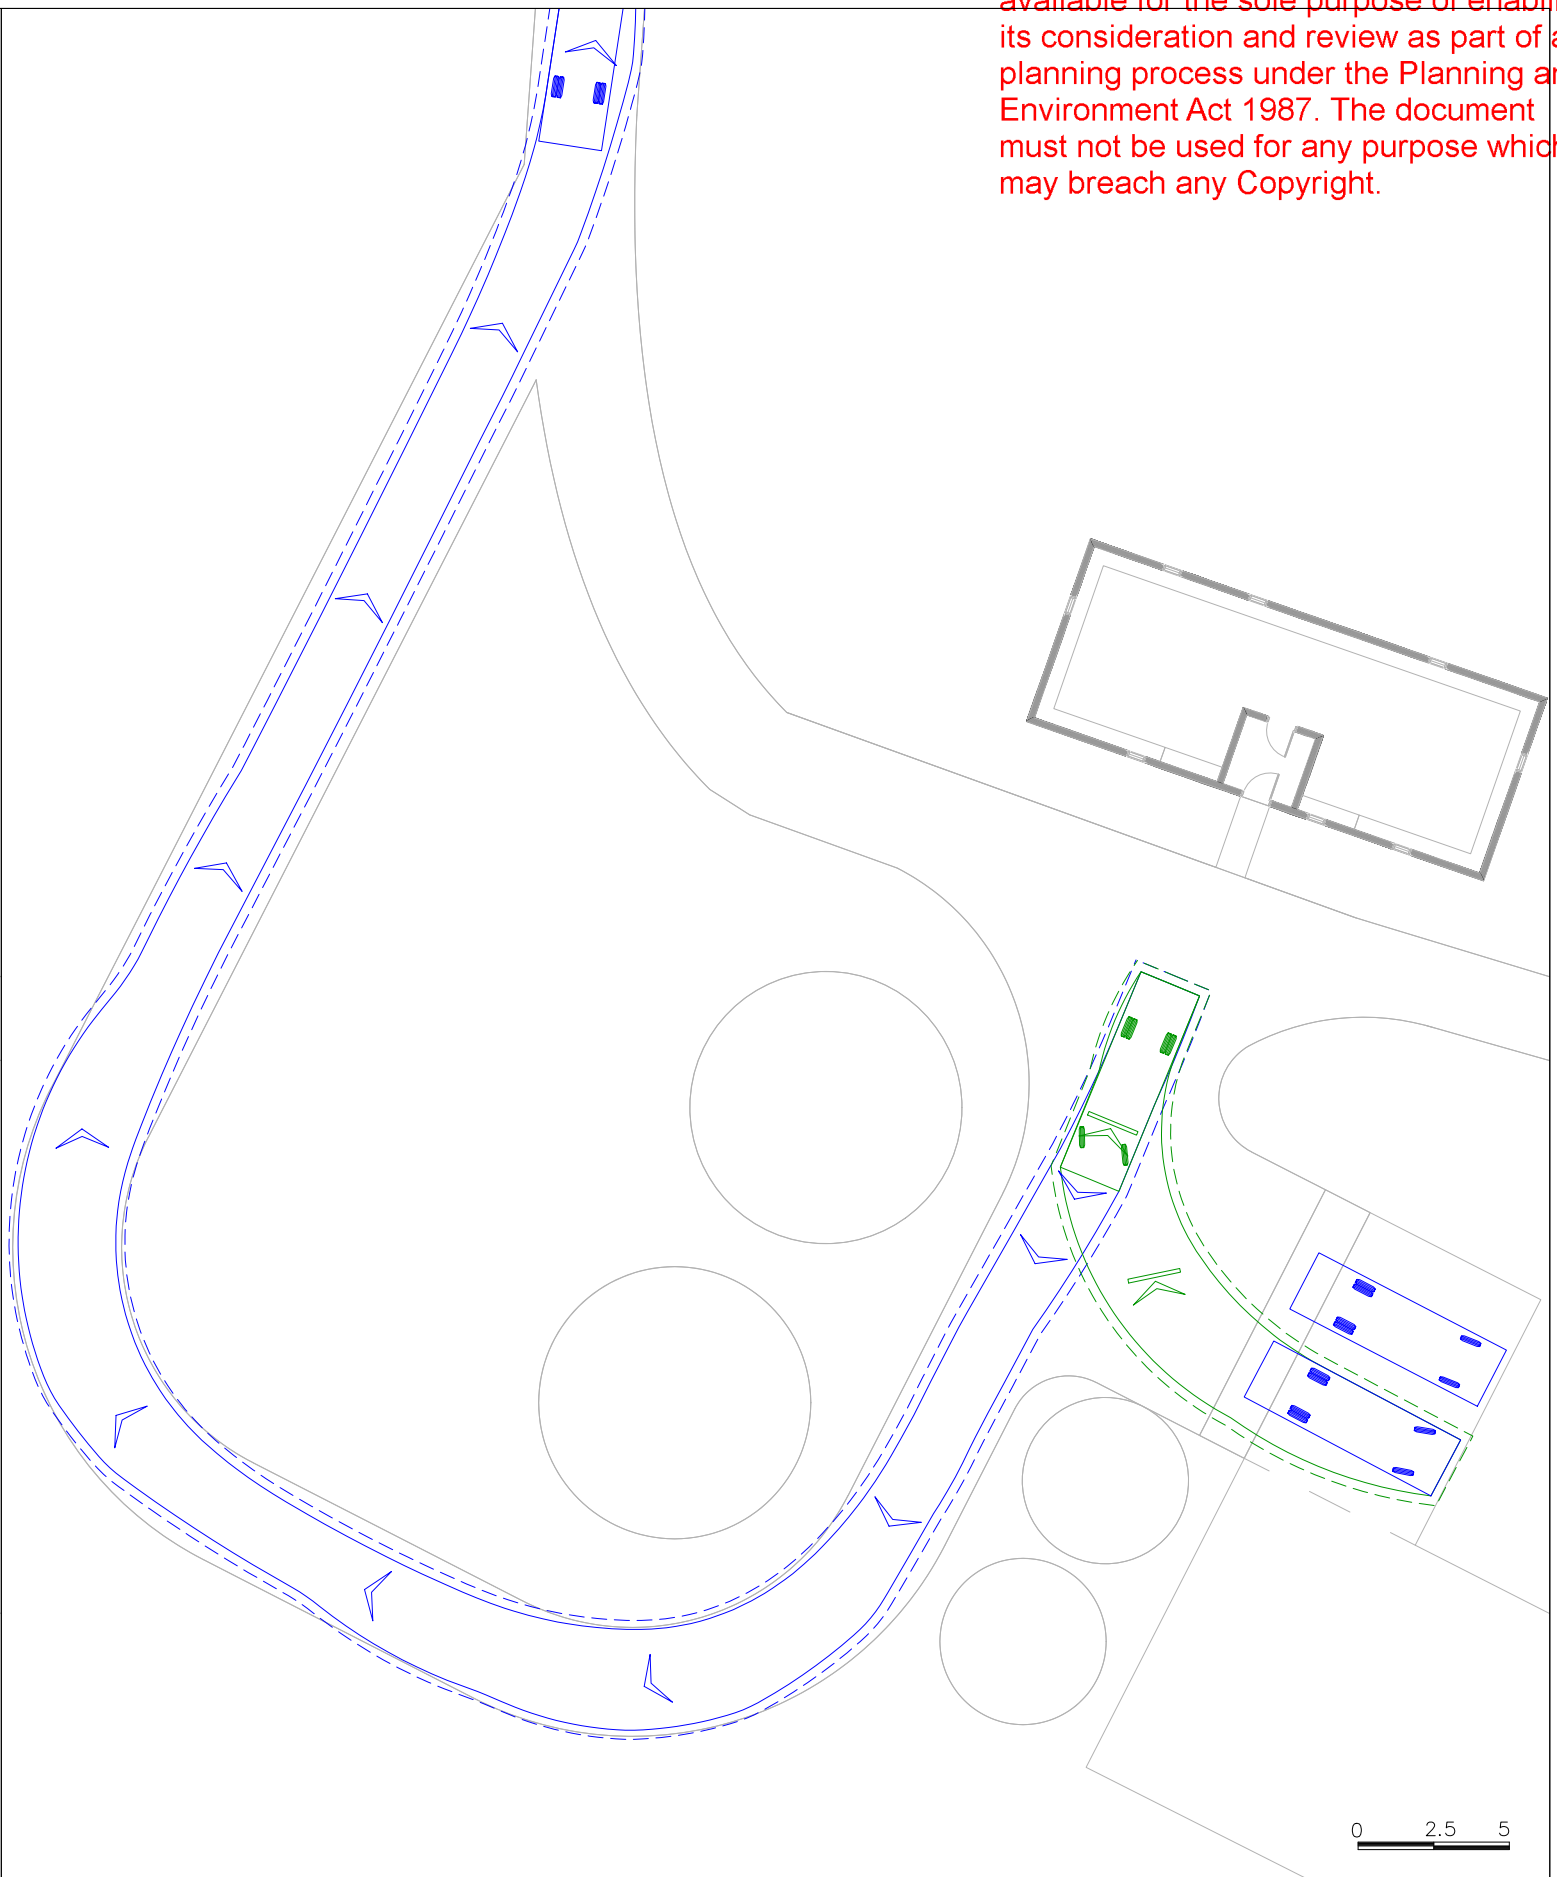 its consideration and review as part of
planning process under the Planning
Environment Act 1987. The document
must not be used for any purpose which
may breach any Copyright.
0 2.5 5